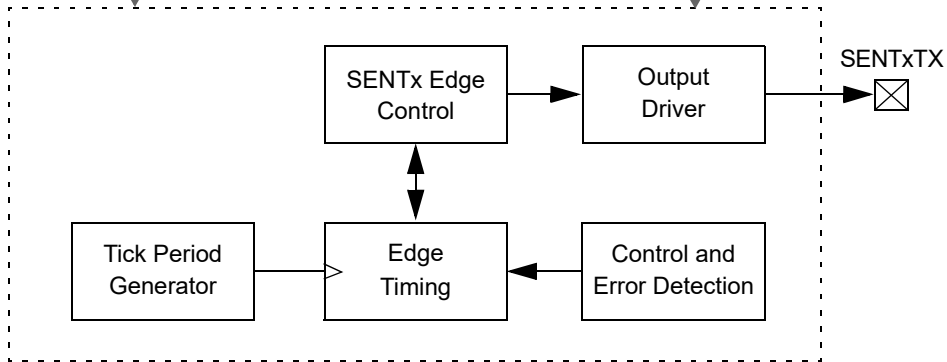 SENTxTX
SENTx Edge
Control
Output
Driver
Tick Period
Generator
Edge
Timing
Control and
Error Detection